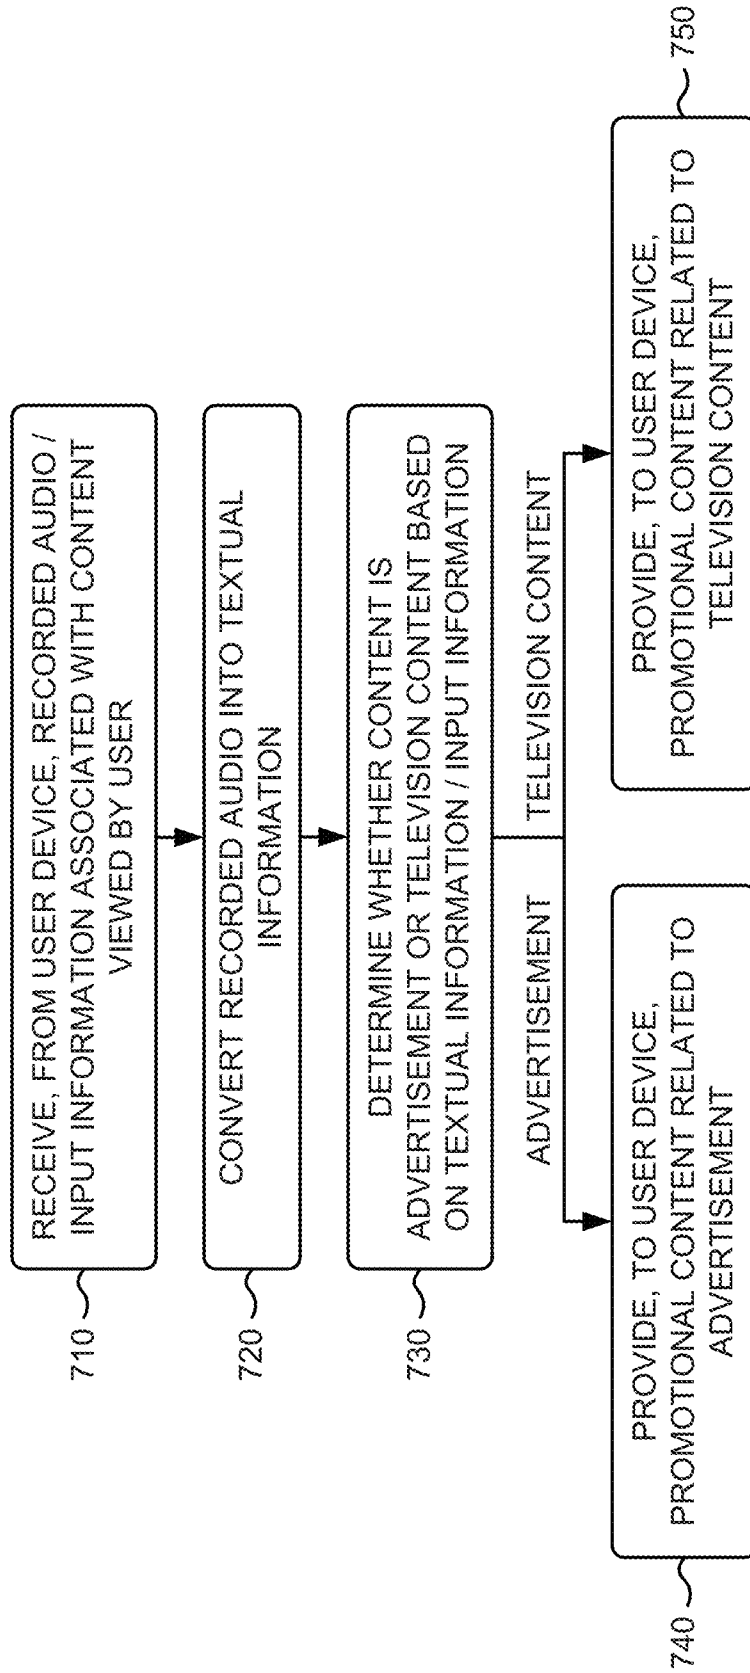 710
RECEIVE, FROM USER DEVICE, RECORDED AUDIO /
INPUT INFORMATION ASSOCIATED WITH CONTENT
VIEWED BY USER
720
CONVERT RECORDED AUDIO INTO TEXTUAL
INFORMATION
730
DETERMINE WHETHER CONTENT IS
ADVERTISEMENT OR TELEVISION CONTENT BASED
ON TEXTUAL INFORMATION / INPUT INFORMATION
ADVERTISEMENT
TELEVISION CONTENT
740
PROVIDE, TO USER DEVICE,
PROMOTIONAL CONTENT RELATED TO
ADVERTISEMENT
750
PROVIDE, TO USER DEVICE,
PROMOTIONAL CONTENT RELATED TO
TELEVISION CONTENT